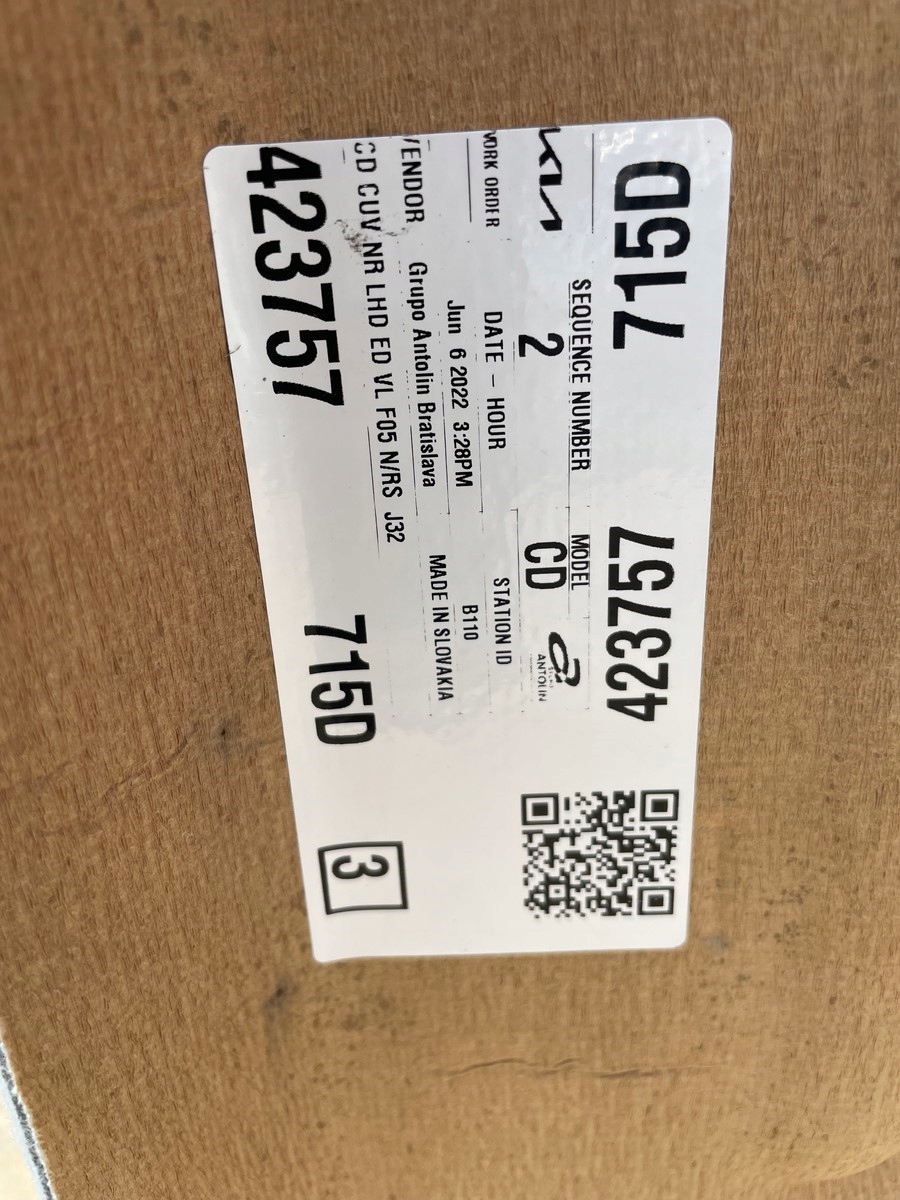 715D 423757
KIA SEQUENCE NUMBER MODEL
2 CD ANTOLIN
WORK ORDER DATE - HOUR STATION ID
Jun 6 2022 3:28PM B110
VENDOR Grupo Antolin Bratislava MADE IN SLOVAKIA
CD CUV NR LHD ED VL F05 N/RS J32
423757 715D 3